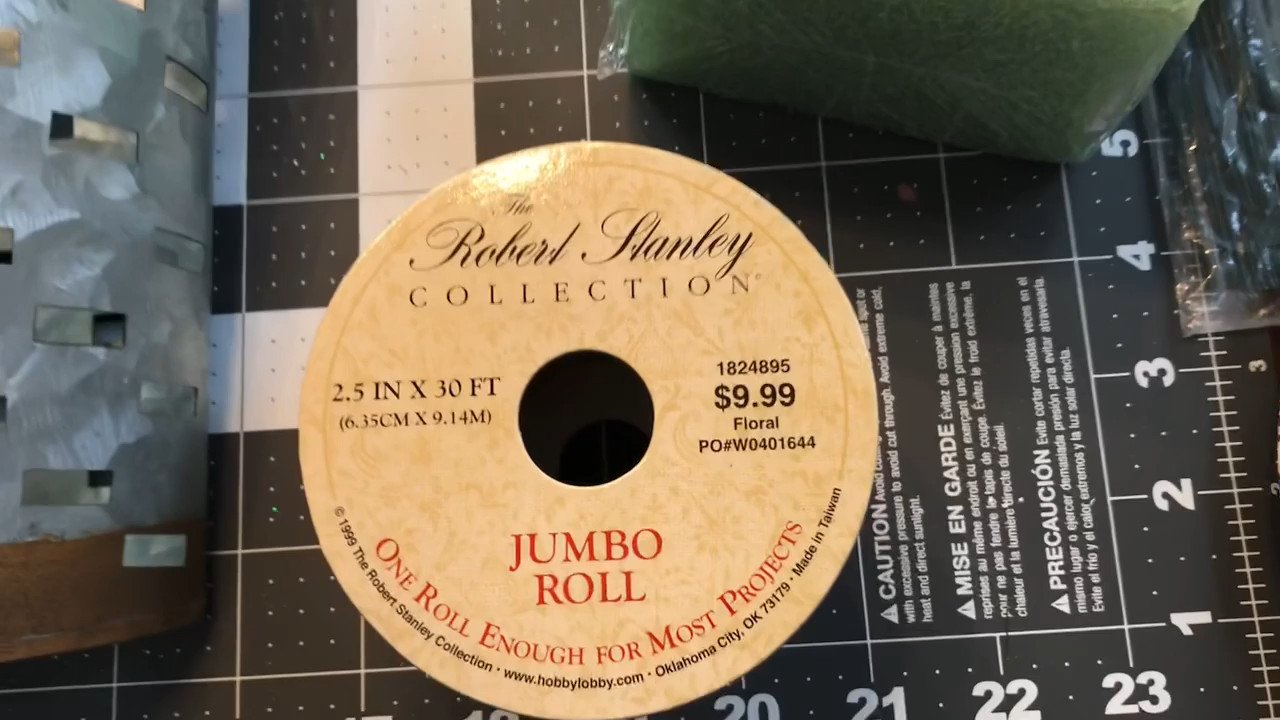 The
Robert Stanley
COLLECTION®
2.5 IN X 30 FT
(6.35CM X 9.14M)
1824895
$9.99
Floral
PO#W0401644
JUMBO
ROLL
ONE ROLL ENOUGH FOR MOST PROJECTS
© 1999 The Robert Stanley Collection • www.hobbylobby.com • Oklahoma City, OK 73179 • Made in Taiwan
CAUTION Avoid
spot or
with excessive pressure to avoid cut through. Avoid extreme cold,
heat and direct sunlight.
MISE EN GARDE Évitez de couper à maintes
reprises au même endroit ou en exerçant une pression excessive
pour ne pas fendre le tapis de coupe. Évitez le froid extrême, la
chaleur et la lumière directe du soleil.
PRECAUCIÓN Evite cortar repetidas veces en el
mismo lugar o ejercer demasiada presión para evitar atravesarla.
Evite el frío y el calor extremos y la luz solar directa.
5
4
3
2
1
3
20
21
22
23